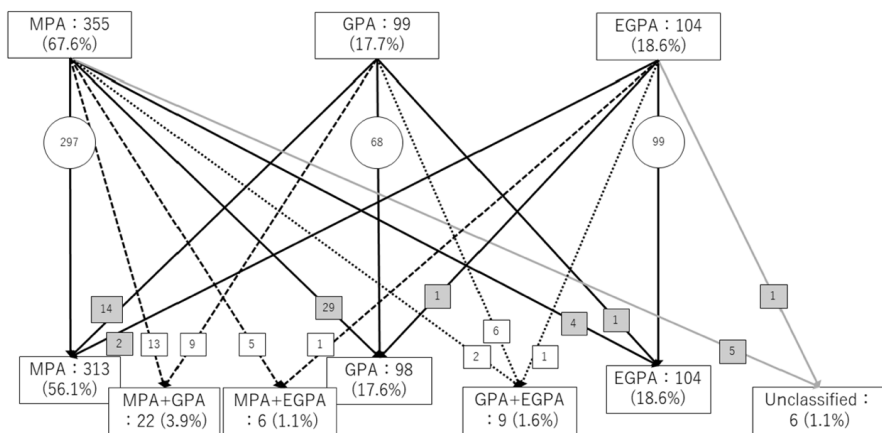 MPA：355
(67.6%)
GPA：99
(17.7%)
EGPA：104
(18.6%)
297
68
99
14
29
1
1
2
13
9
5
1
2
6
1
4
1
5
MPA：313
(56.1%)
GPA：98
(17.6%)
EGPA：104
(18.6%)
MPA+GPA
：22 (3.9%)
MPA+EGPA
：6 (1.1%)
GPA+EGPA
：9 (1.6%)
Unclassified：
6 (1.1%)